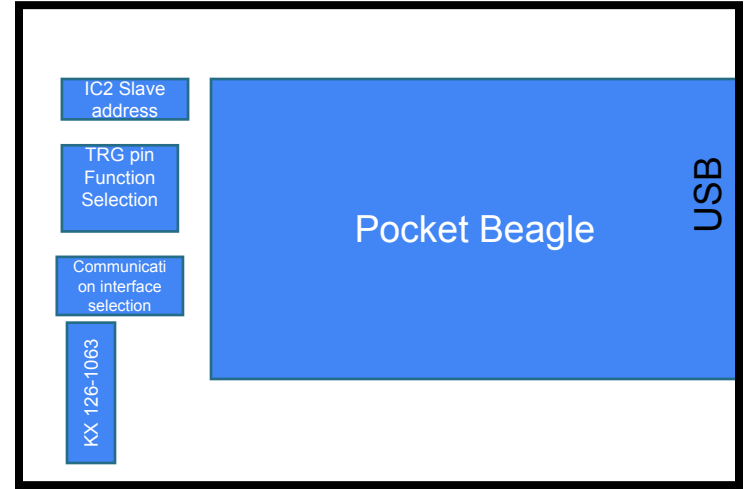 IC2 Slave
address
TRG pin
Function
Selection
Communicati
on interface
selection
KX 126-1063
Pocket Beagle
USB